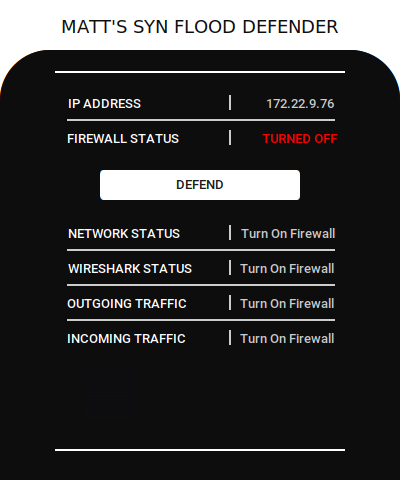 MATT'S SYN FLOOD DEFENDER
IP ADDRESS 172.22.9.76
FIREWALL STATUS TURNED OFF
DEFEND
NETWORK STATUS Turn On Firewall
WIRESHARK STATUS Turn On Firewall
OUTGOING TRAFFIC Turn On Firewall
INCOMING TRAFFIC Turn On Firewall